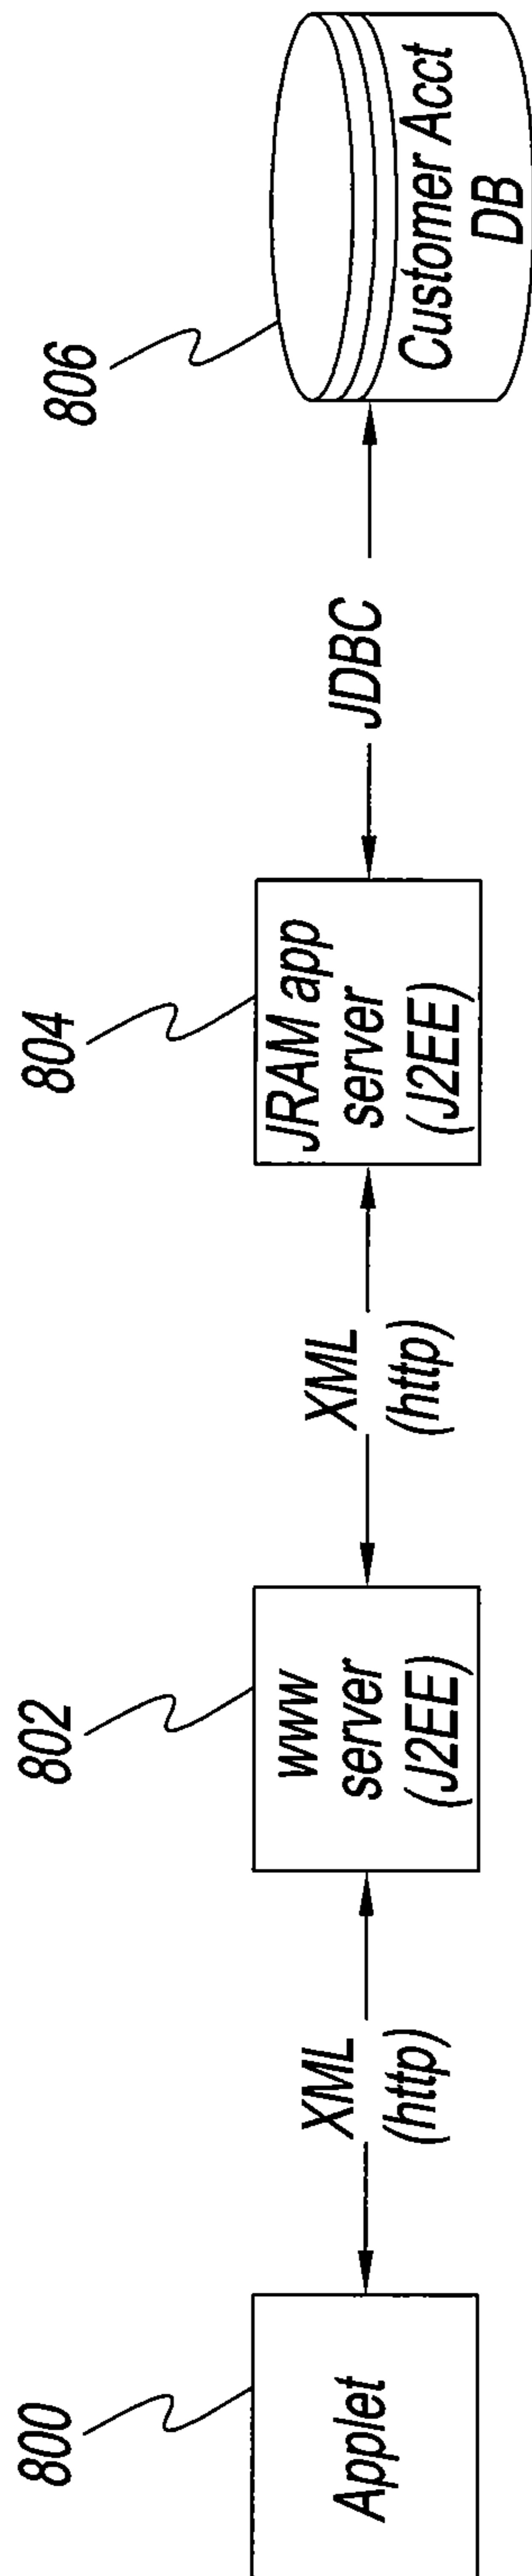 800
Applet
XML
(http)
802
www
server
(J2EE)
XML
(http)
804
JRAM app
server
(J2EE)
JDBC
806
Customer Acct
DB